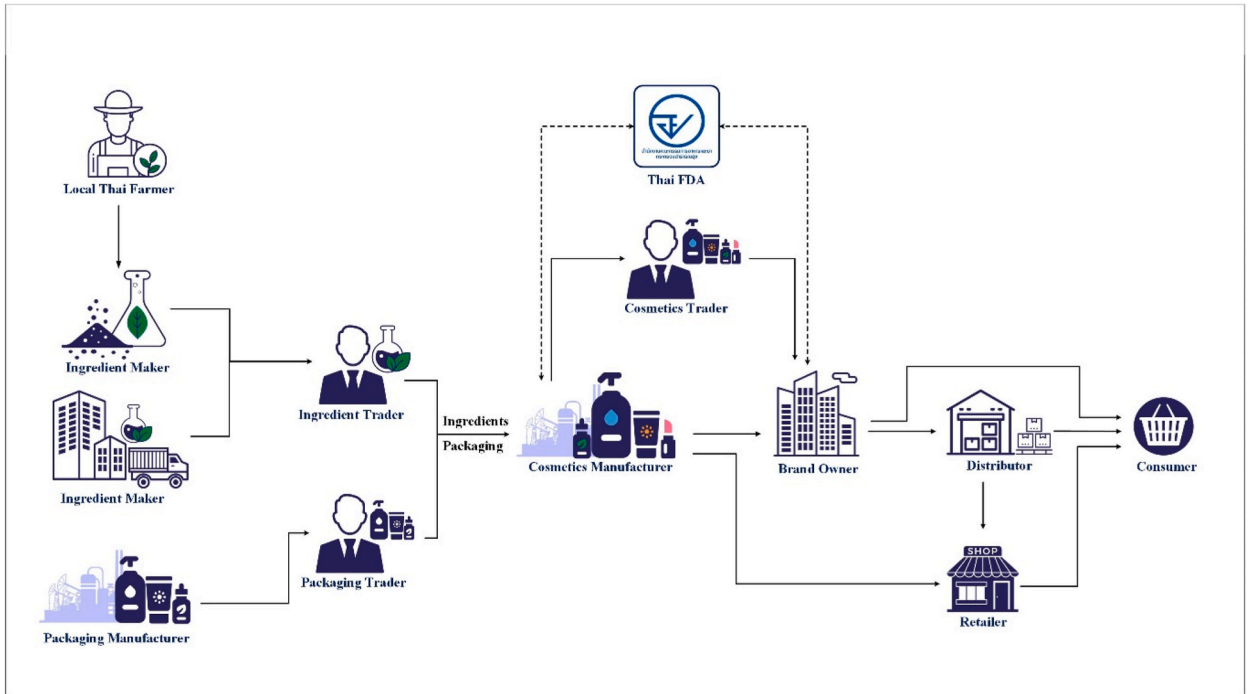 Local Thai Farmer
Thai FDA
Cosmetics Trader
Ingredient Maker
Ingredient Trader
Ingredients
Packaging
Cosmetics Manufacturer
Brand Owner
Distributor
Consumer
Ingredient Maker
SHOP
Packaging Trader
Retailer
Packaging Manufacturer